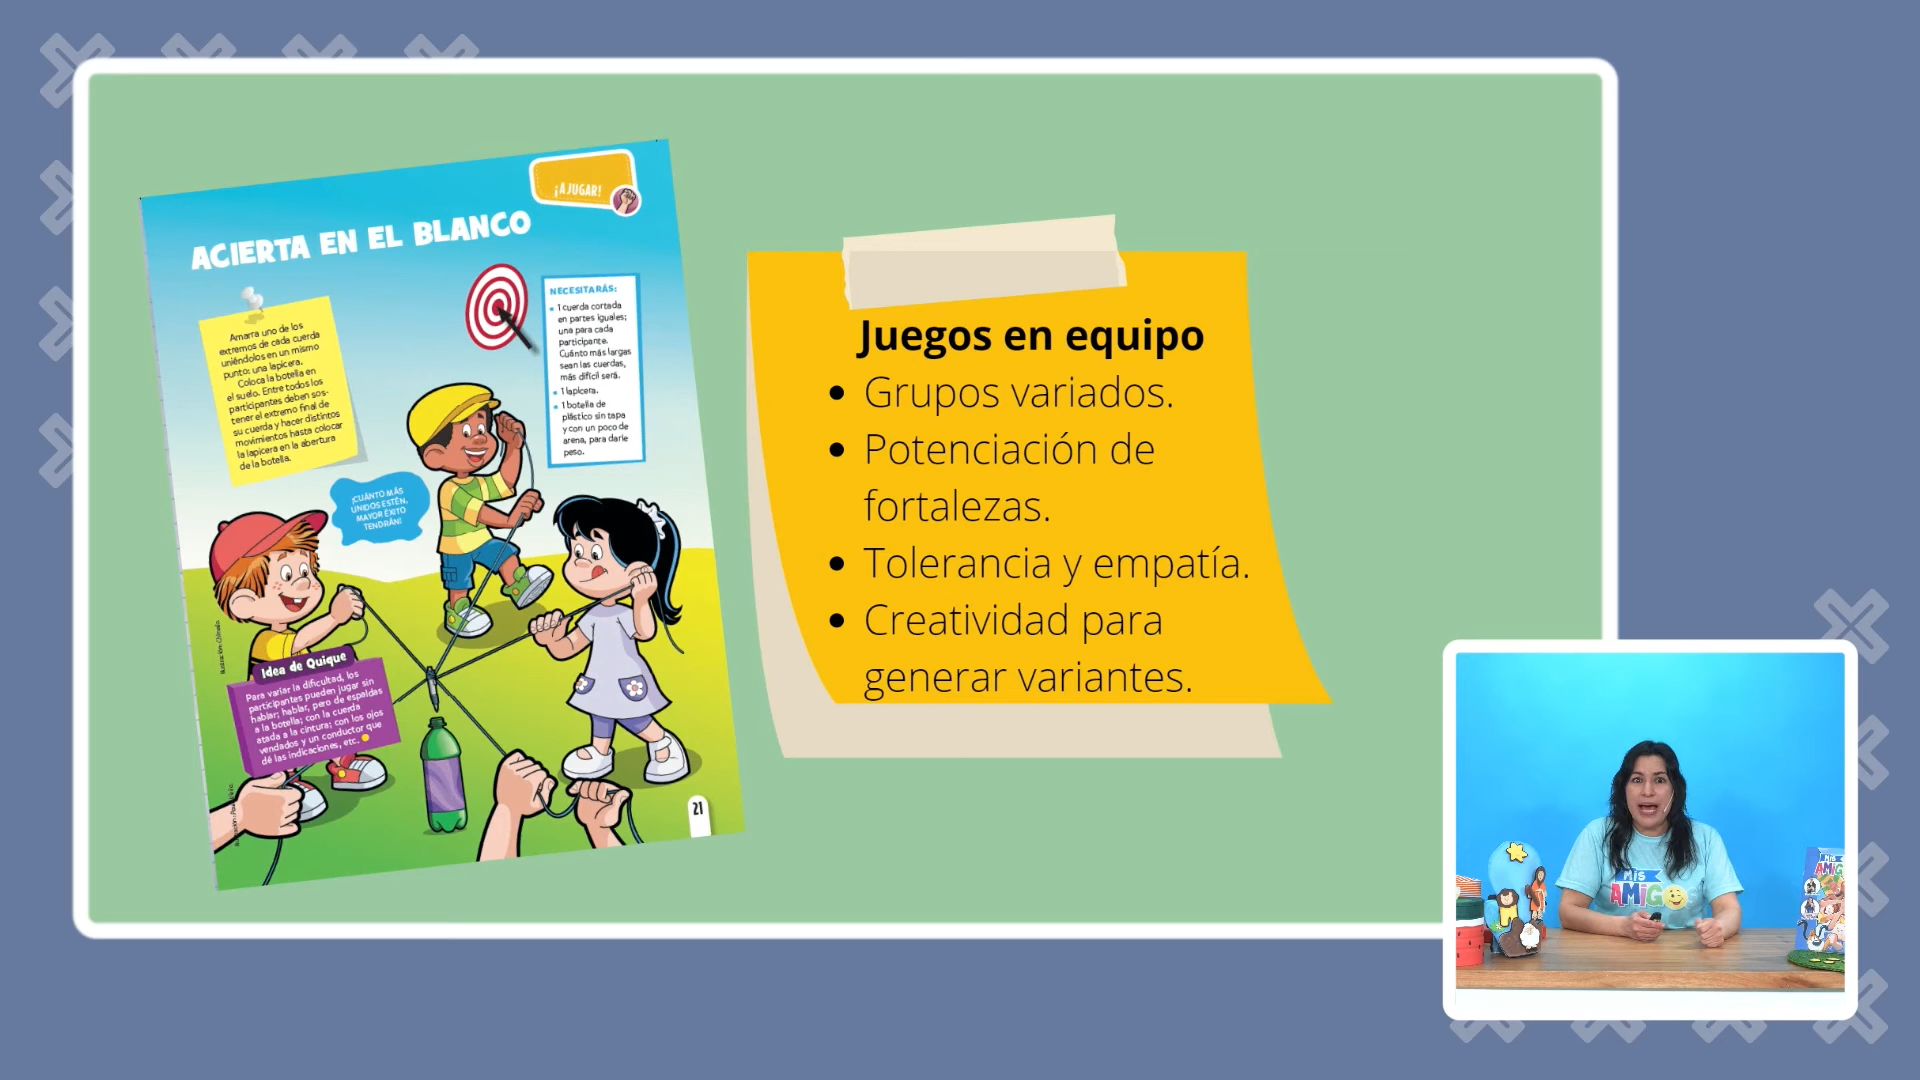 ¡A JUGAR!
ACIERTA EN EL BLANCO
Amarra uno de los
extremos de cada cuerda
uniéndolos en un mismo
punto: una lapicera.
Coloca la botella en
el suelo. Entre todos los
participantes deben sos-
tener el extremo final de
su cuerda y hacer distintos
movimientos hasta colocar
la lapicera en la abertura
de la botella.
NECESITARÁS:
1 cuerda cortada
en partes iguales;
una para cada
participante.
Cuánto más largas
sean las cuerdas,
más difícil será.
1 lapicera.
1 botella de
plástico sin tapa
y con un poco de
arena, para darle
peso.
¡CUÁNTO MÁS
UNIDOS ESTÉN,
MAYOR ÉXITO
TENDRÁN!
Idea de Quique
Para variar la dificultad, los
participantes pueden jugar sin
hablar; hablar, pero de espaldas
a la botella; con la cuerda
atada a la cintura; con los ojos
vendados y un conductor que
dé las indicaciones, etc.
21
Juegos en equipo
Grupos variados.
Potenciación de
fortalezas.
Tolerancia y empatía.
Creatividad para
generar variantes.
MiS
AMiG
MiS
AMIG